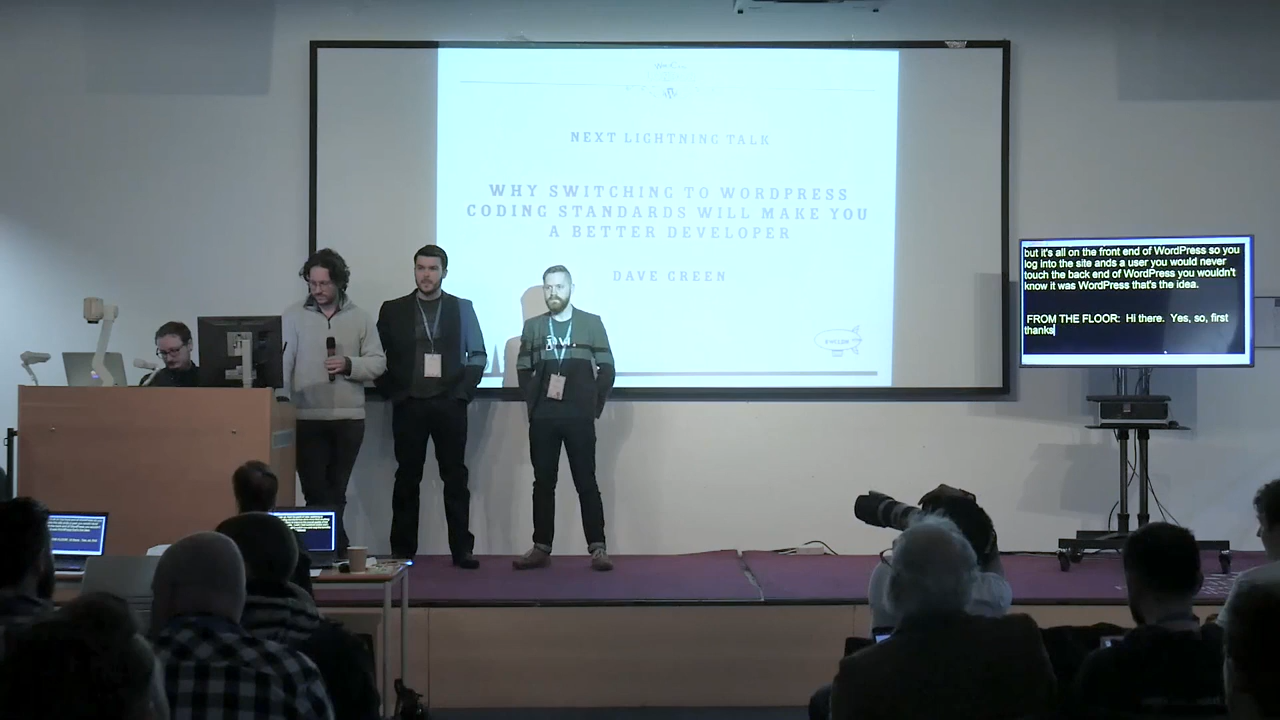 NEXT LIGHTNING TALK
WHY SWITCHING TO WORDPRESS
CODING STANDARDS WILL MAKE YOU
A BETTER DEVELOPER
DAVE GREEN
but it's all on the front end of WordPress so you
log into the site ands a user you would never
touch the back end of WordPress you wouldn't
know it was WordPress that's the idea.
FROM THE FLOOR: HI there. Yes, so, first
thanks